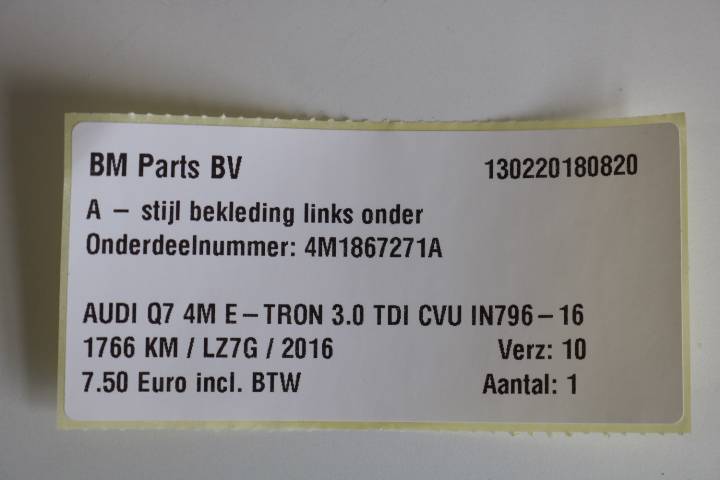 BM Parts BV 130220180820
A – stijl bekleding links onder
Onderdeelnummer: 4M1867271A
AUDI Q7 4M E–TRON 3.0 TDI CVU IN796–16
1766 KM / LZ7G / 2016 Verz: 10
7.50 Euro incl. BTW Aantal: 1